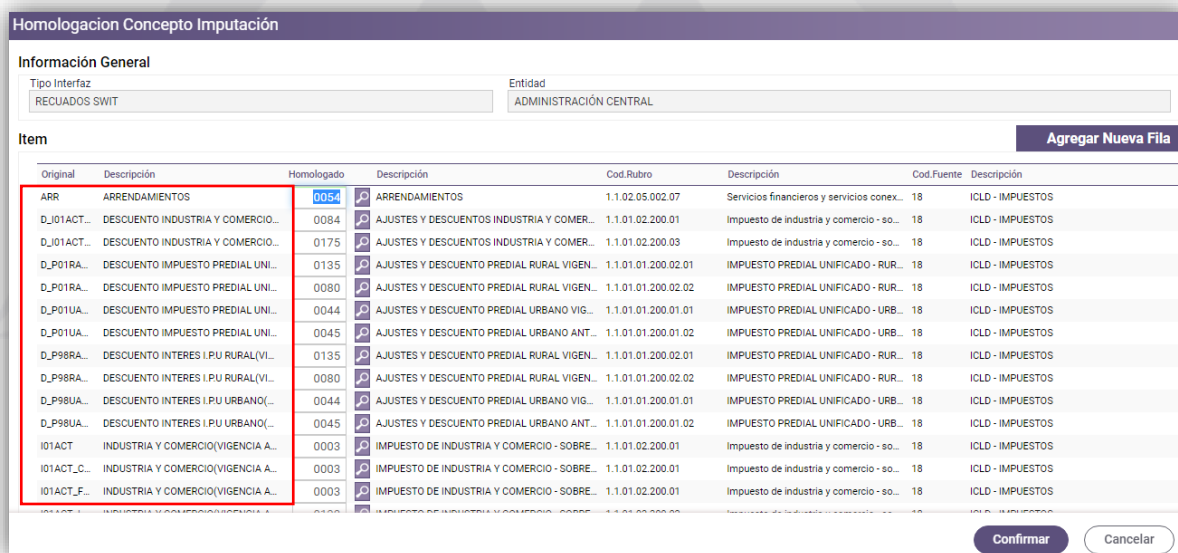 Homologacion Concepto Imputación
Información General
Tipo Interfaz Entidad
RECUADOS SWIT ADMINISTRACIÓN CENTRAL
Item Agregar Nueva Fila
Original Descripción Homologado Descripción Cod.Rubro Descripción Cod.Fuente Descripción
ARR ARRENDAMIENTOS 0054 ARRENDAMIENTOS 1.1.02.05.002.07 Servicios financieros y servicios conex... 18 ICLD - IMPUESTOS
D_I01ACT... DESCUENTO INDUSTRIA Y COMERCIO... 0084 AJUSTES Y DESCUENTOS INDUSTRIA Y COMER... 1.1.01.02.200.01 Impuesto de industria y comercio - so... 18 ICLD - IMPUESTOS
D_I01ACT... DESCUENTO INDUSTRIA Y COMERCIO... 0175 AJUSTES Y DESCUENTOS INDUSTRIA Y COMER... 1.1.01.02.200.03 Impuesto de industria y comercio - so... 18 ICLD - IMPUESTOS
D_P01RA... DESCUENTO IMPUESTO PREDIAL UNI... 0135 AJUSTES Y DESCUENTO PREDIAL RURAL VIGEN... 1.1.01.01.200.02.01 IMPUESTO PREDIAL UNIFICADO - RUR... 18 ICLD - IMPUESTOS
D_P01RA... DESCUENTO IMPUESTO PREDIAL UNI... 0080 AJUSTES Y DESCUENTO PREDIAL RURAL VIGEN... 1.1.01.01.200.02.02 IMPUESTO PREDIAL UNIFICADO - RUR... 18 ICLD - IMPUESTOS
D_P01UA... DESCUENTO IMPUESTO PREDIAL UNI... 0044 AJUSTES Y DESCUENTO PREDIAL URBANO VIG... 1.1.01.01.200.01.01 IMPUESTO PREDIAL UNIFICADO - URB... 18 ICLD - IMPUESTOS
D_P01UA... DESCUENTO IMPUESTO PREDIAL UNI... 0045 AJUSTES Y DESCUENTO PREDIAL URBANO ANT... 1.1.01.01.200.01.02 IMPUESTO PREDIAL UNIFICADO - URB... 18 ICLD - IMPUESTOS
D_P98RA... DESCUENTO INTERES I.P.U RURAL(VI... 0135 AJUSTES Y DESCUENTO PREDIAL RURAL VIGEN... 1.1.01.01.200.02.01 IMPUESTO PREDIAL UNIFICADO - RUR... 18 ICLD - IMPUESTOS
D_P98RA... DESCUENTO INTERES I.P.U RURAL(VI... 0080 AJUSTES Y DESCUENTO PREDIAL RURAL VIGEN... 1.1.01.01.200.02.02 IMPUESTO PREDIAL UNIFICADO - RUR... 18 ICLD - IMPUESTOS
D_P98UA... DESCUENTO INTERES I.P.U URBANO(... 0044 AJUSTES Y DESCUENTO PREDIAL URBANO VIG... 1.1.01.01.200.01.01 IMPUESTO PREDIAL UNIFICADO - URB... 18 ICLD - IMPUESTOS
D_P98UA... DESCUENTO INTERES I.P.U URBANO(... 0045 AJUSTES Y DESCUENTO PREDIAL URBANO ANT... 1.1.01.01.200.01.02 IMPUESTO PREDIAL UNIFICADO - URB... 18 ICLD - IMPUESTOS
I01ACT INDUSTRIA Y COMERCIO(VIGENCIA A... 0003 IMPUESTO DE INDUSTRIA Y COMERCIO - SOBRE... 1.1.01.02.200.01 Impuesto de industria y comercio - so... 18 ICLD - IMPUESTOS
I01ACT_C... INDUSTRIA Y COMERCIO(VIGENCIA A... 0003 IMPUESTO DE INDUSTRIA Y COMERCIO - SOBRE... 1.1.01.02.200.01 Impuesto de industria y comercio - so... 18 ICLD - IMPUESTOS
I01ACT_F... INDUSTRIA Y COMERCIO(VIGENCIA A... 0003 IMPUESTO DE INDUSTRIA Y COMERCIO - SOBRE... 1.1.01.02.200.01 Impuesto de industria y comercio - so... 18 ICLD - IMPUESTOS
Confirmar Cancelar